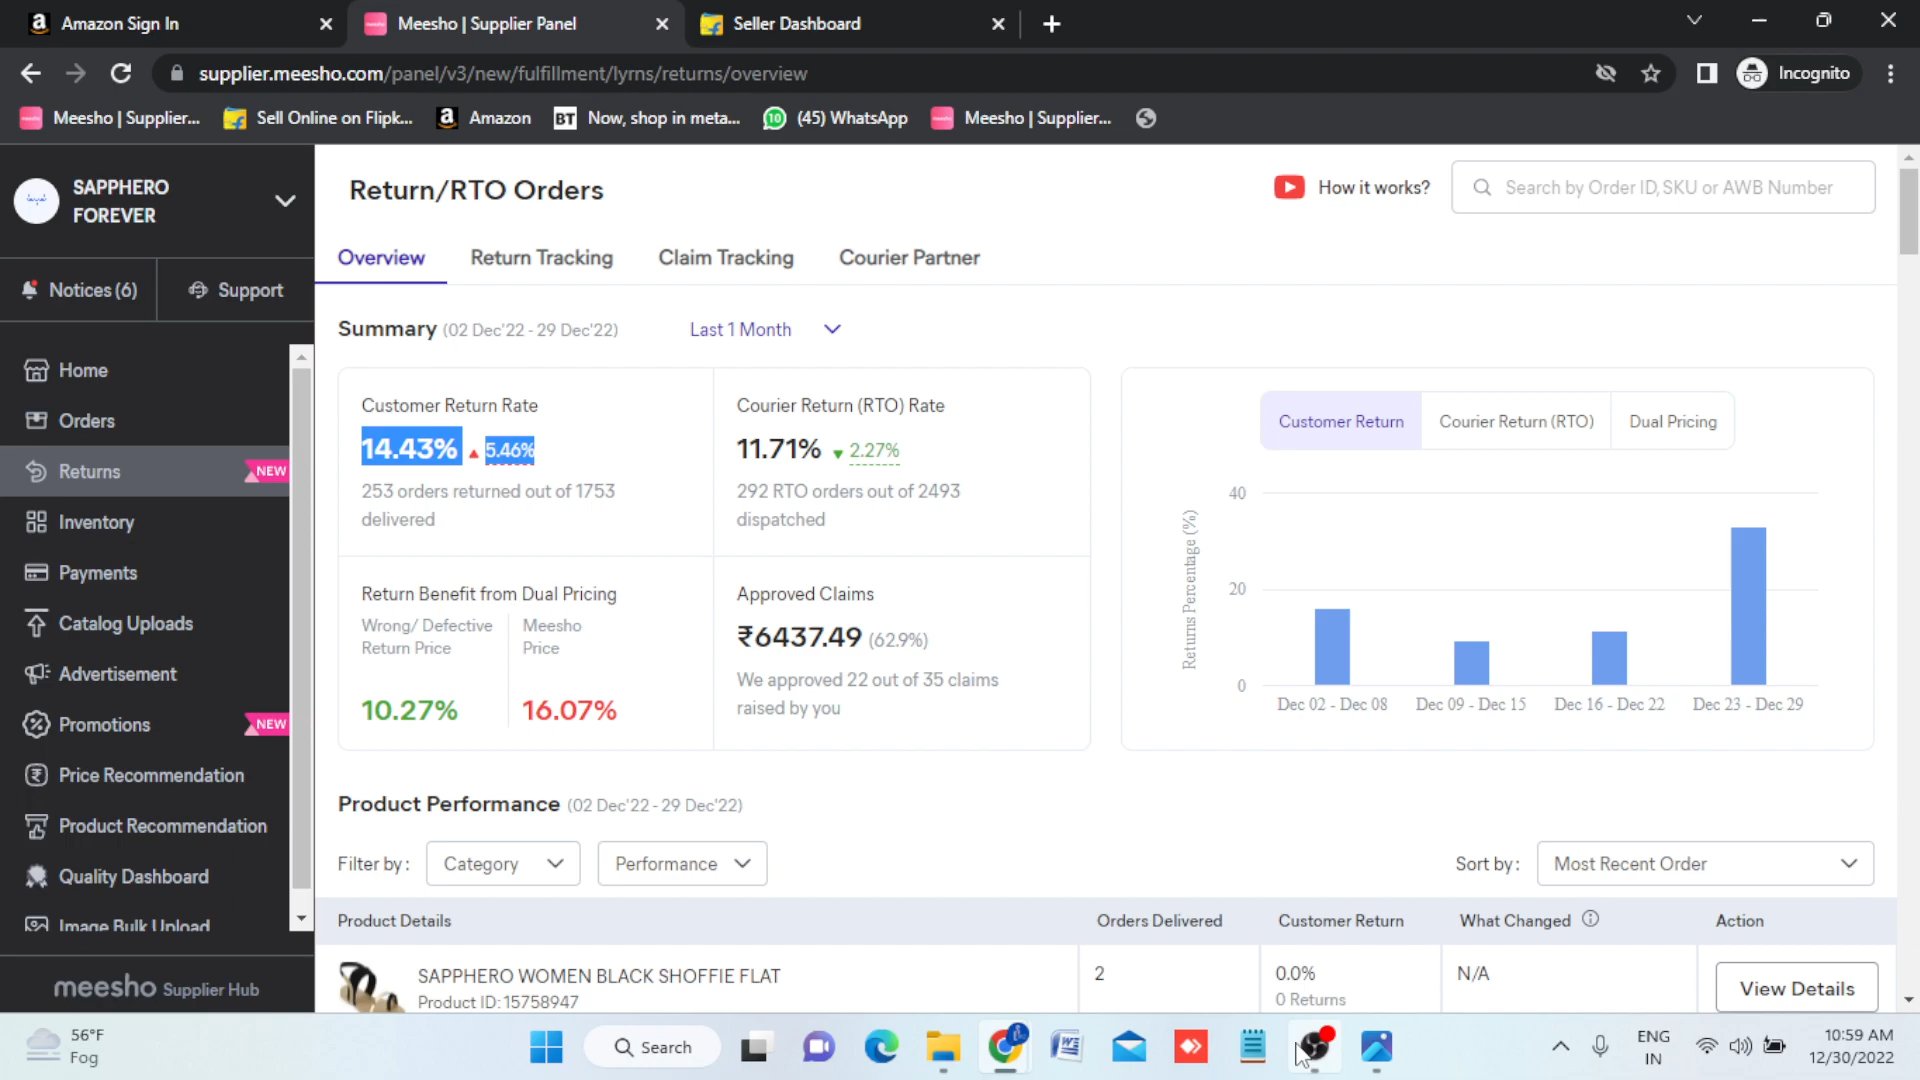 Amazon Sign In
Meesho | Supplier Panel
Seller Dashboard
supplier.meesho.com/panel/v3/new/fulfillment/lyrns/returns/overview
Incognito
Meesho | Supplier...
Sell Online on Flipk...
Amazon
BT Now, shop in meta...
10 (45) WhatsApp
Meesho | Supplier...
SAPPHERO
FOREVER
Notices (6)
Support
Home
Orders
Returns
NEW
Inventory
Payments
Catalog Uploads
Advertisement
Promotions
NEW
Price Recommendation
Product Recommendation
Quality Dashboard
Image Bulk Upload
meesho Supplier Hub
Return/RTO Orders
How it works?
Search by Order ID, SKU or AWB Number
Overview
Return Tracking
Claim Tracking
Courier Partner
Summary (02 Dec'22 - 29 Dec'22)
Last 1 Month
Customer Return Rate
14.43% 5.46%
253 orders returned out of 1753
delivered
Courier Return (RTO) Rate
11.71% 2.27%
292 RTO orders out of 2493
dispatched
Return Benefit from Dual Pricing
Wrong/ Defective
Return Price
10.27%
Meesho
Price
16.07%
Approved Claims
₹6437.49 (62.9%)
We approved 22 out of 35 claims
raised by you
Customer Return
Courier Return (RTO)
Dual Pricing
Returns Percentage (%)
40
20
0
Dec 02 - Dec 08
Dec 09 - Dec 15
Dec 16 - Dec 22
Dec 23 - Dec 29
Product Performance (02 Dec'22 - 29 Dec'22)
Filter by :
Category
Performance
Sort by :
Most Recent Order
Product Details
Orders Delivered
Customer Return
What Changed
Action
SAPPHERO WOMEN BLACK SHOFFIE FLAT
Product ID: 15758947
2
0.0%
0 Returns
N/A
View Details
56°F
Fog
Search
ENG
IN
10:59 AM
12/30/2022